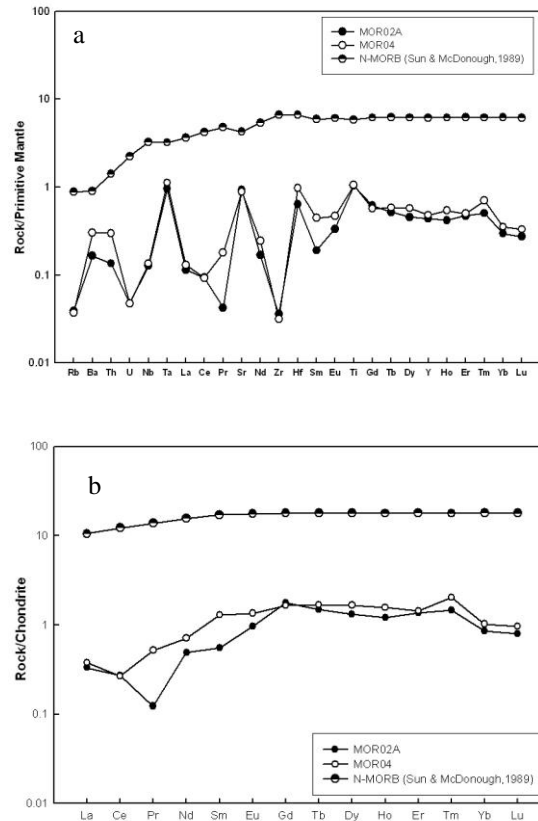 a
MOR02A
MOR04
N-MORB (Sun & McDonough,1989)
Rock/Primitive Mantle
100
10
1
0.1
0.01
Rb Ba Th U Nb Ta La Ce Pr Sr Nd Zr Hf Sm Eu Ti Gd Tb Dy Y Ho Er Tm Yb Lu
b
Rock/Chondrite
100
10
1
0.1
0.01
MOR02A
MOR04
N-MORB (Sun & McDonough,1989)
La Ce Pr Nd Sm Eu Gd Tb Dy Ho Er Tm Yb Lu